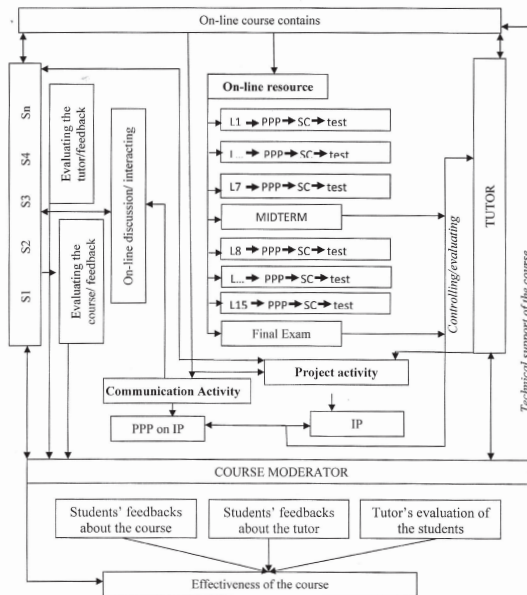 On-line course contains
On-line resource
L1 → PPP → SC → test
L... → PPP → SC → test
L7 → PPP → SC → test
MIDTERM
L8 → PPP → SC → test
L... → PPP → SC → test
L15 → PPP → SC → test
Final Exam
S1 S2 S3 S4 Sn
Evaluating the
tutor/feedback
Evaluating the
course/ feedback
On-line discussion/ interacting
Controlling/evaluating
TUTOR
Technical support of the course
Project activity
Communication Activity
PPP on IP
IP
COURSE MODERATOR
Students' feedbacks
about the course
Students' feedbacks
about the tutor
Tutor's evaluation of
the students
Effectiveness of the course